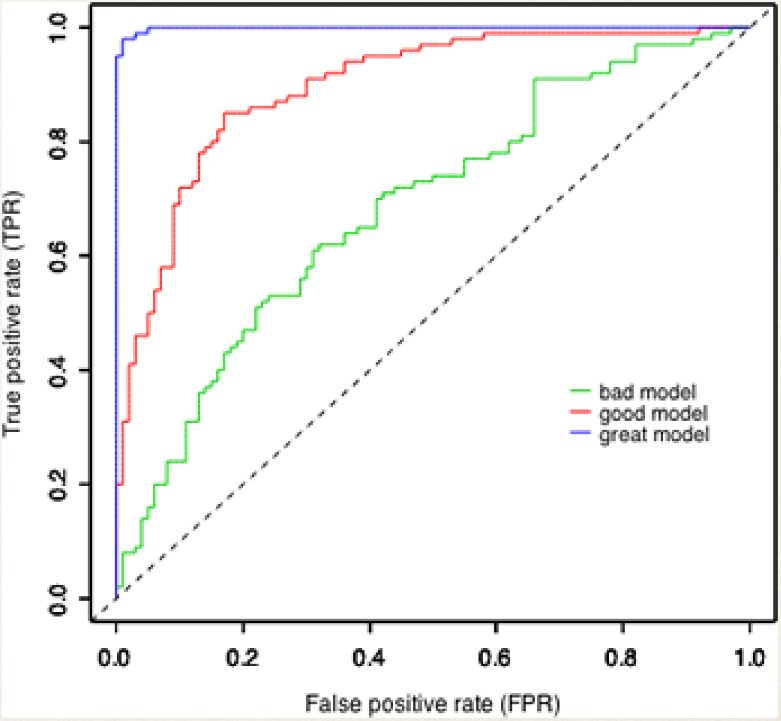 1.0
0.8
0.6
0.4
0.2
0.0
True positive rate (TPR)
bad model
good model
great model
0.0 0.2 0.4 0.6 0.8 1.0
False positive rate (FPR)